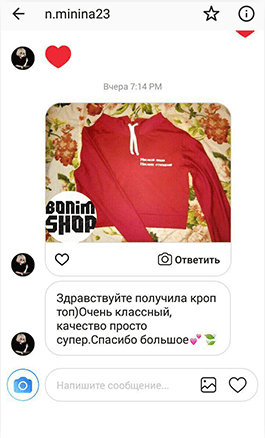 n.minina23
Вчера 7:14 PM
BONIM
SHOP
Ответить
Здравствуйте получила кроп
топ)Очень классный,
качество просто
супер.Спасибо большое💕🍃
Напишите сообщение...